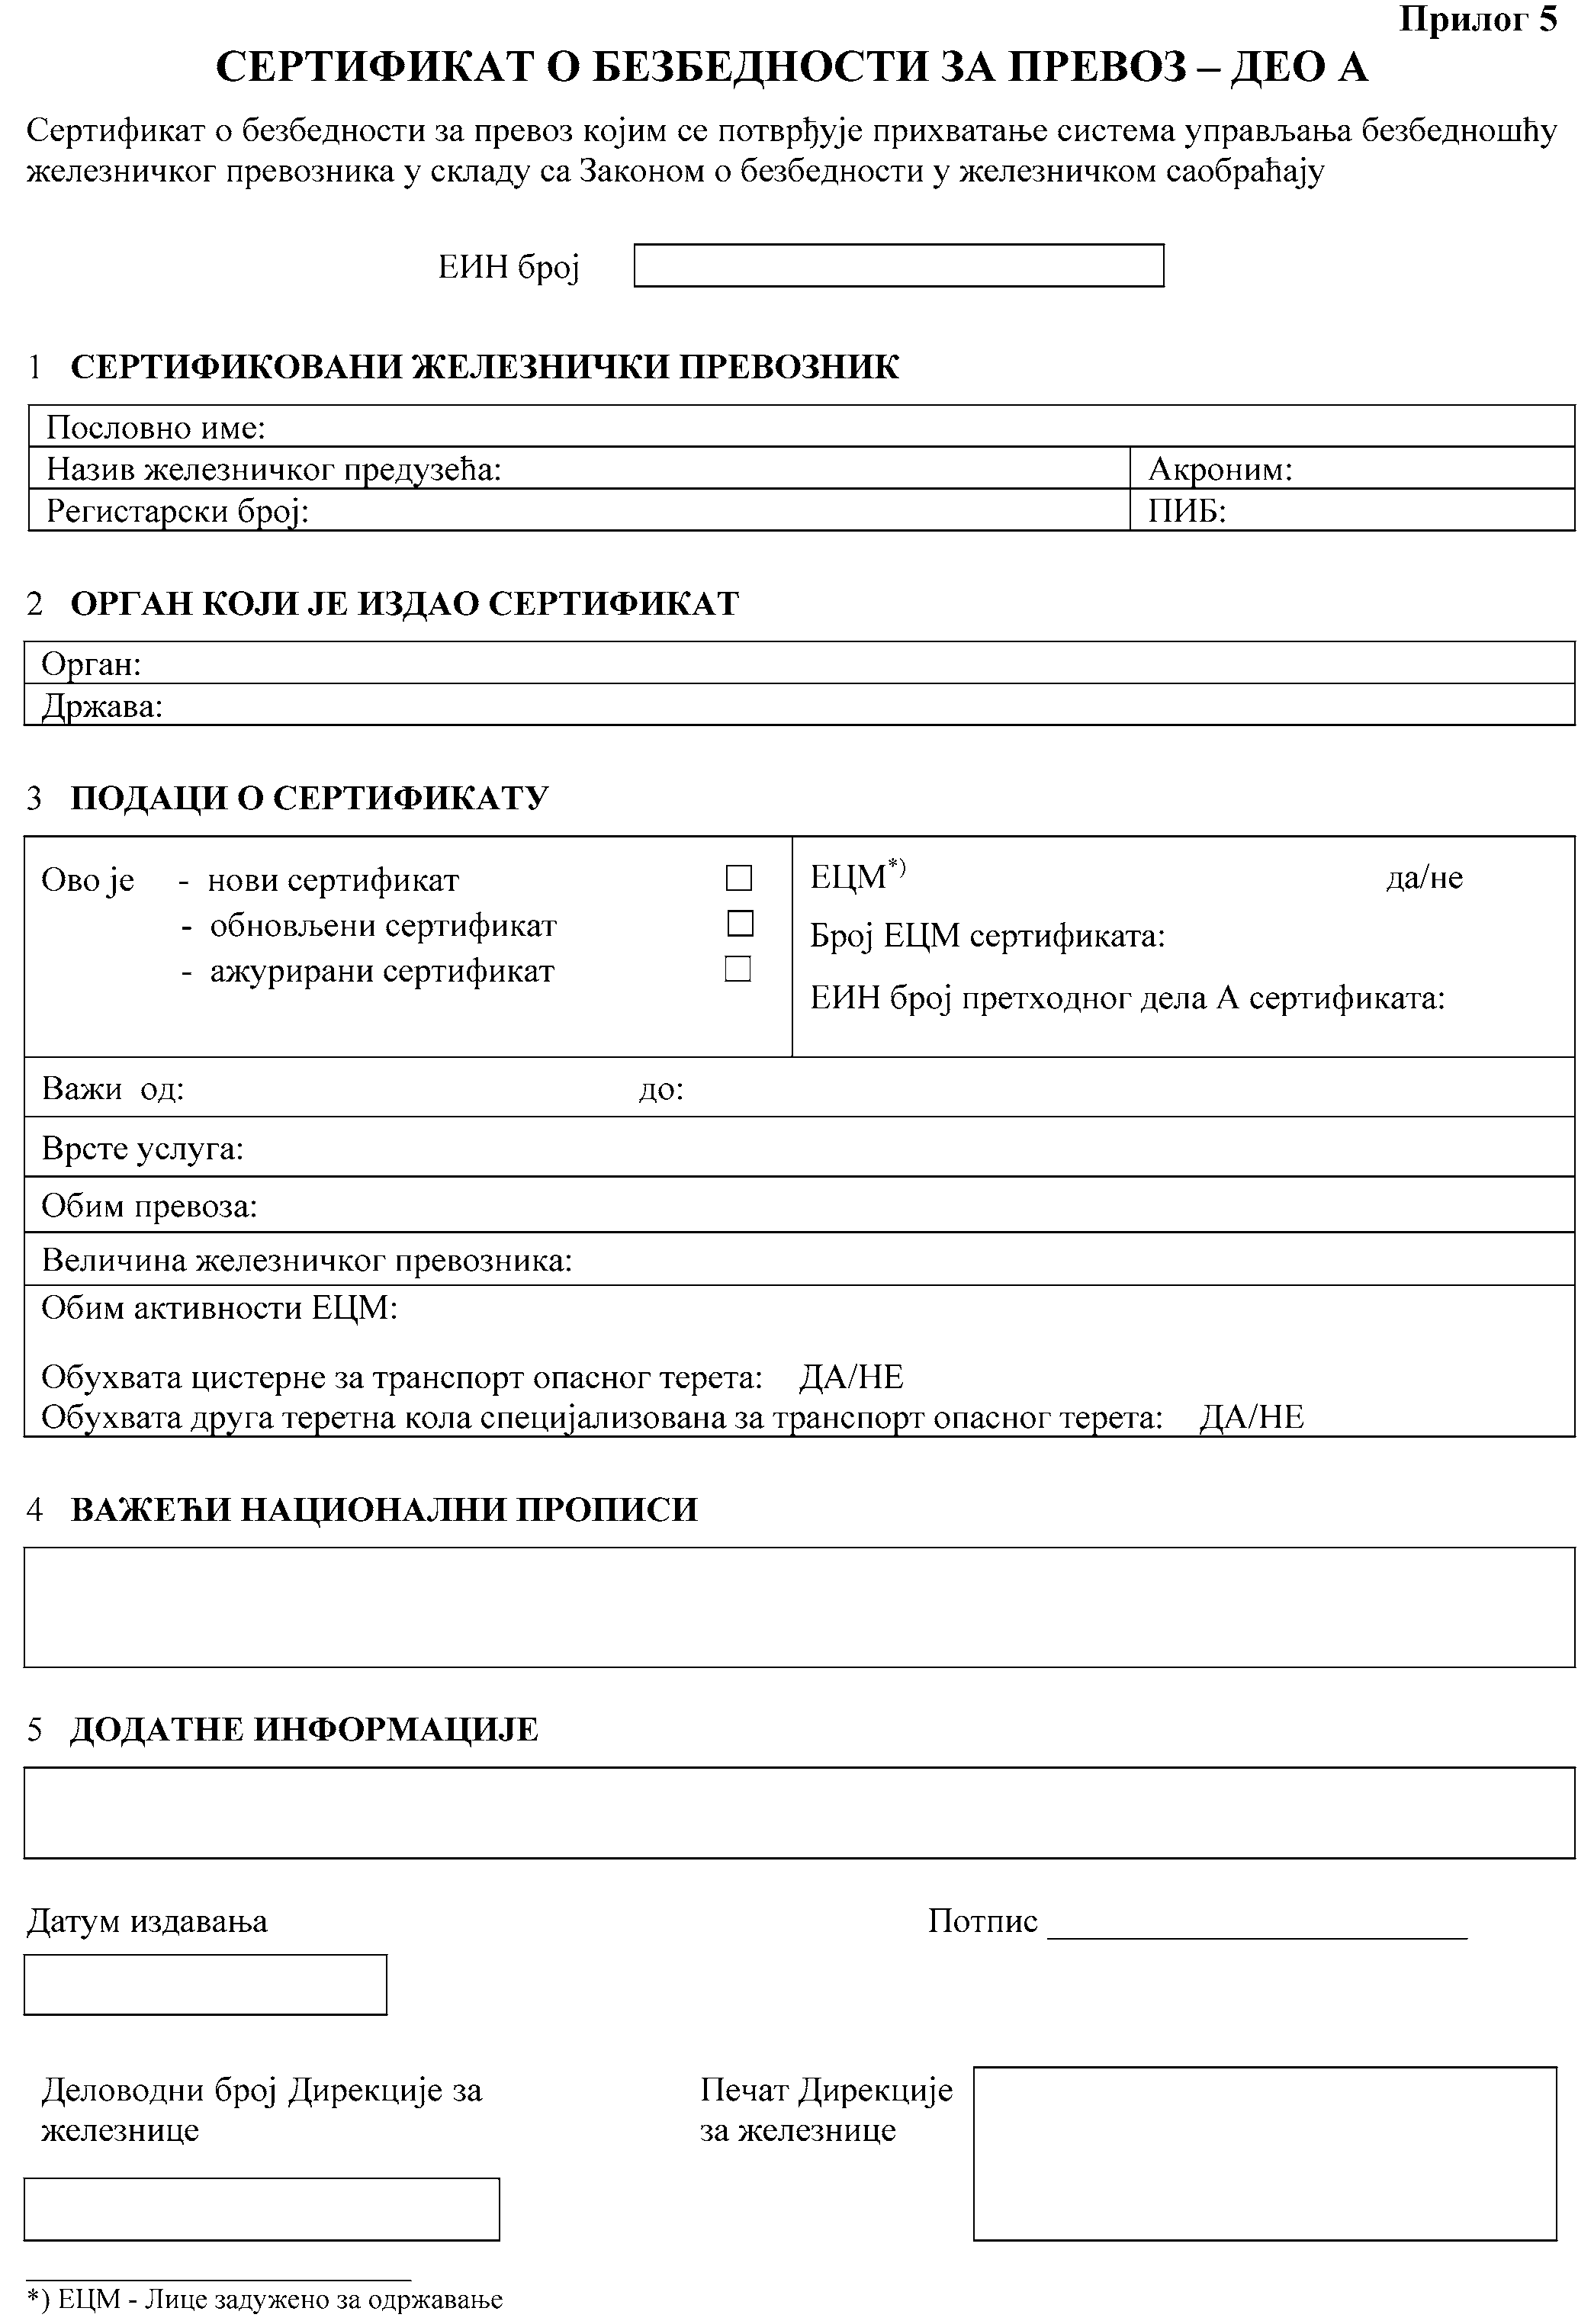 Прилог 5
СЕРТИФИКАТ О БЕЗБЕДНОСТИ ЗА ПРЕВОЗ – ДЕО А
Сертификат о безбедности за превоз којим се потврђује прихватање система управљања безбедношћу
железничког превозника у складу са Законом о безбедности у железничком саобраћају
ЕИН број
1 СЕРТИФИКОВАНИ ЖЕЛЕЗНИЧКИ ПРЕВОЗНИК
Пословно име:
Назив железничког предузећа: Акроним:
Регистарски број: ПИБ:
2 ОРГАН КОЈИ ЈЕ ИЗДАО СЕРТИФИКАТ
Орган:
Држава:
3 ПОДАЦИ О СЕРТИФИКАТУ
Ово је - нови сертификат
- обновљени сертификат
- ажурирани сертификат
ЕЦМ*) да/не
Број ЕЦМ сертификата:
ЕИН број претходног дела А сертификата:
Важи од: до:
Врсте услуга:
Обим превоза:
Величина железничког превозника:
Обим активности ЕЦМ:
Обухвата цистерне за транспорт опасног терета: ДА/НЕ
Обухвата друга теретна кола специјализована за транспорт опасног терета: ДА/НЕ
4 ВАЖЕЋИ НАЦИОНАЛНИ ПРОПИСИ
5 ДОДАТНЕ ИНФОРМАЦИЈЕ
Датум издавања Потпис
Деловодни број Дирекције за
железнице
Печат Дирекције
за железнице
*) ЕЦМ - Лице задужено за одржавање